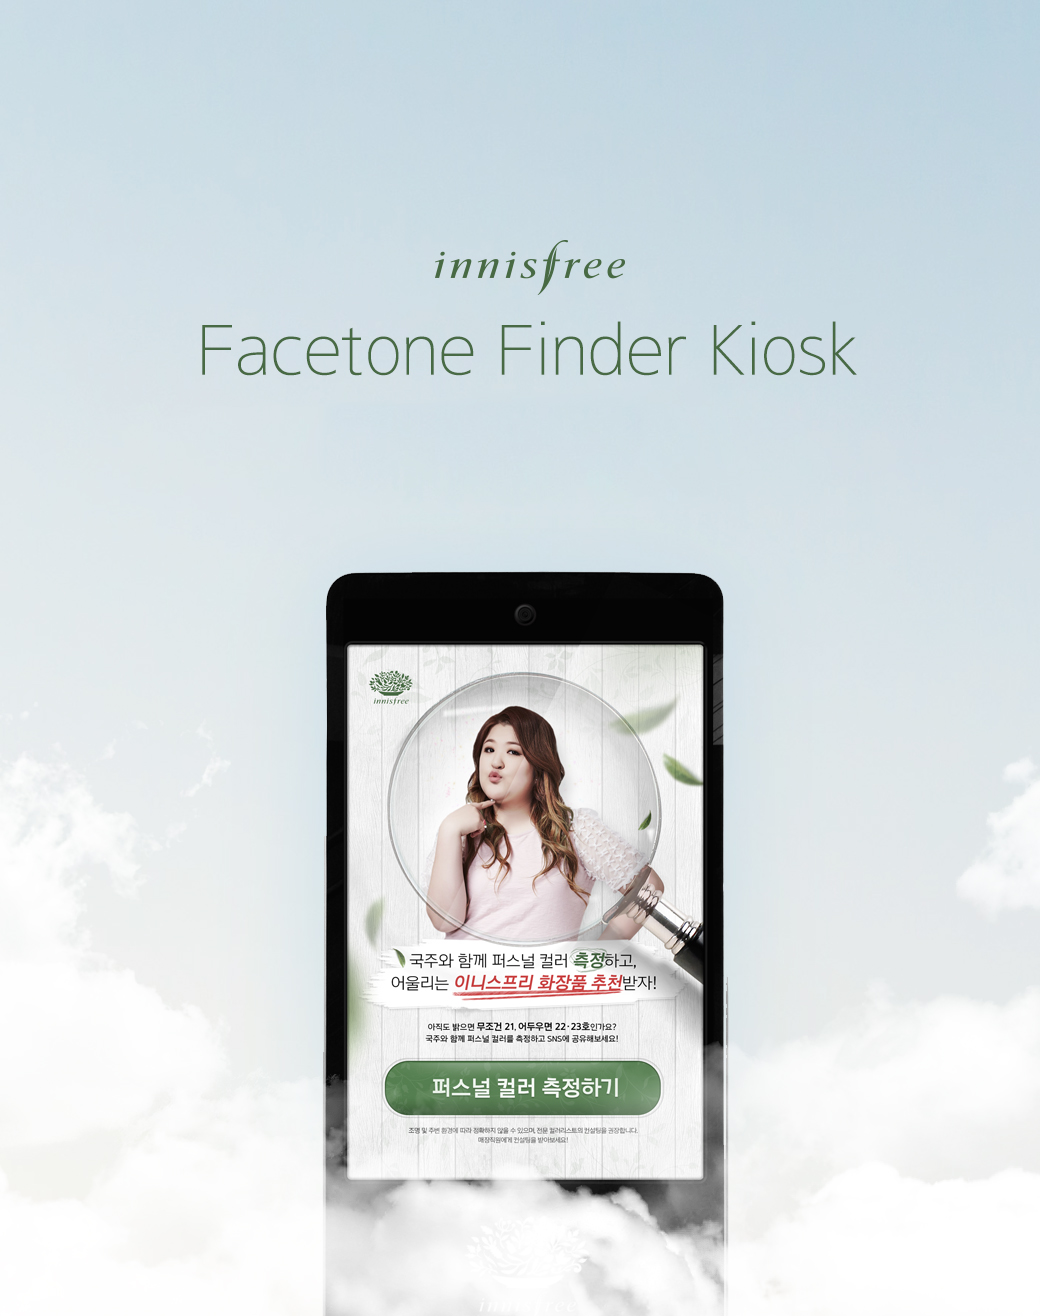 innisfree
Facetone Finder Kiosk
innisfree
국주와 함께 퍼스널 컬러 측정하고,
어울리는 이니스프리 화장품 추천받자!
아직도 밝으면 무조건 21, 어두우면 22·23호인가요?
국주와 함께 퍼스널 컬러를 측정하고 SNS에 공유해보세요!
퍼스널 컬러 측정하기
조명 및 주변 환경에 따라 정확하지 않을 수 있으며, 전문 컬러리스트의 컨설팅을 권장합니다.
매장직원에게 컨설팅을 받아보세요!
innisfree